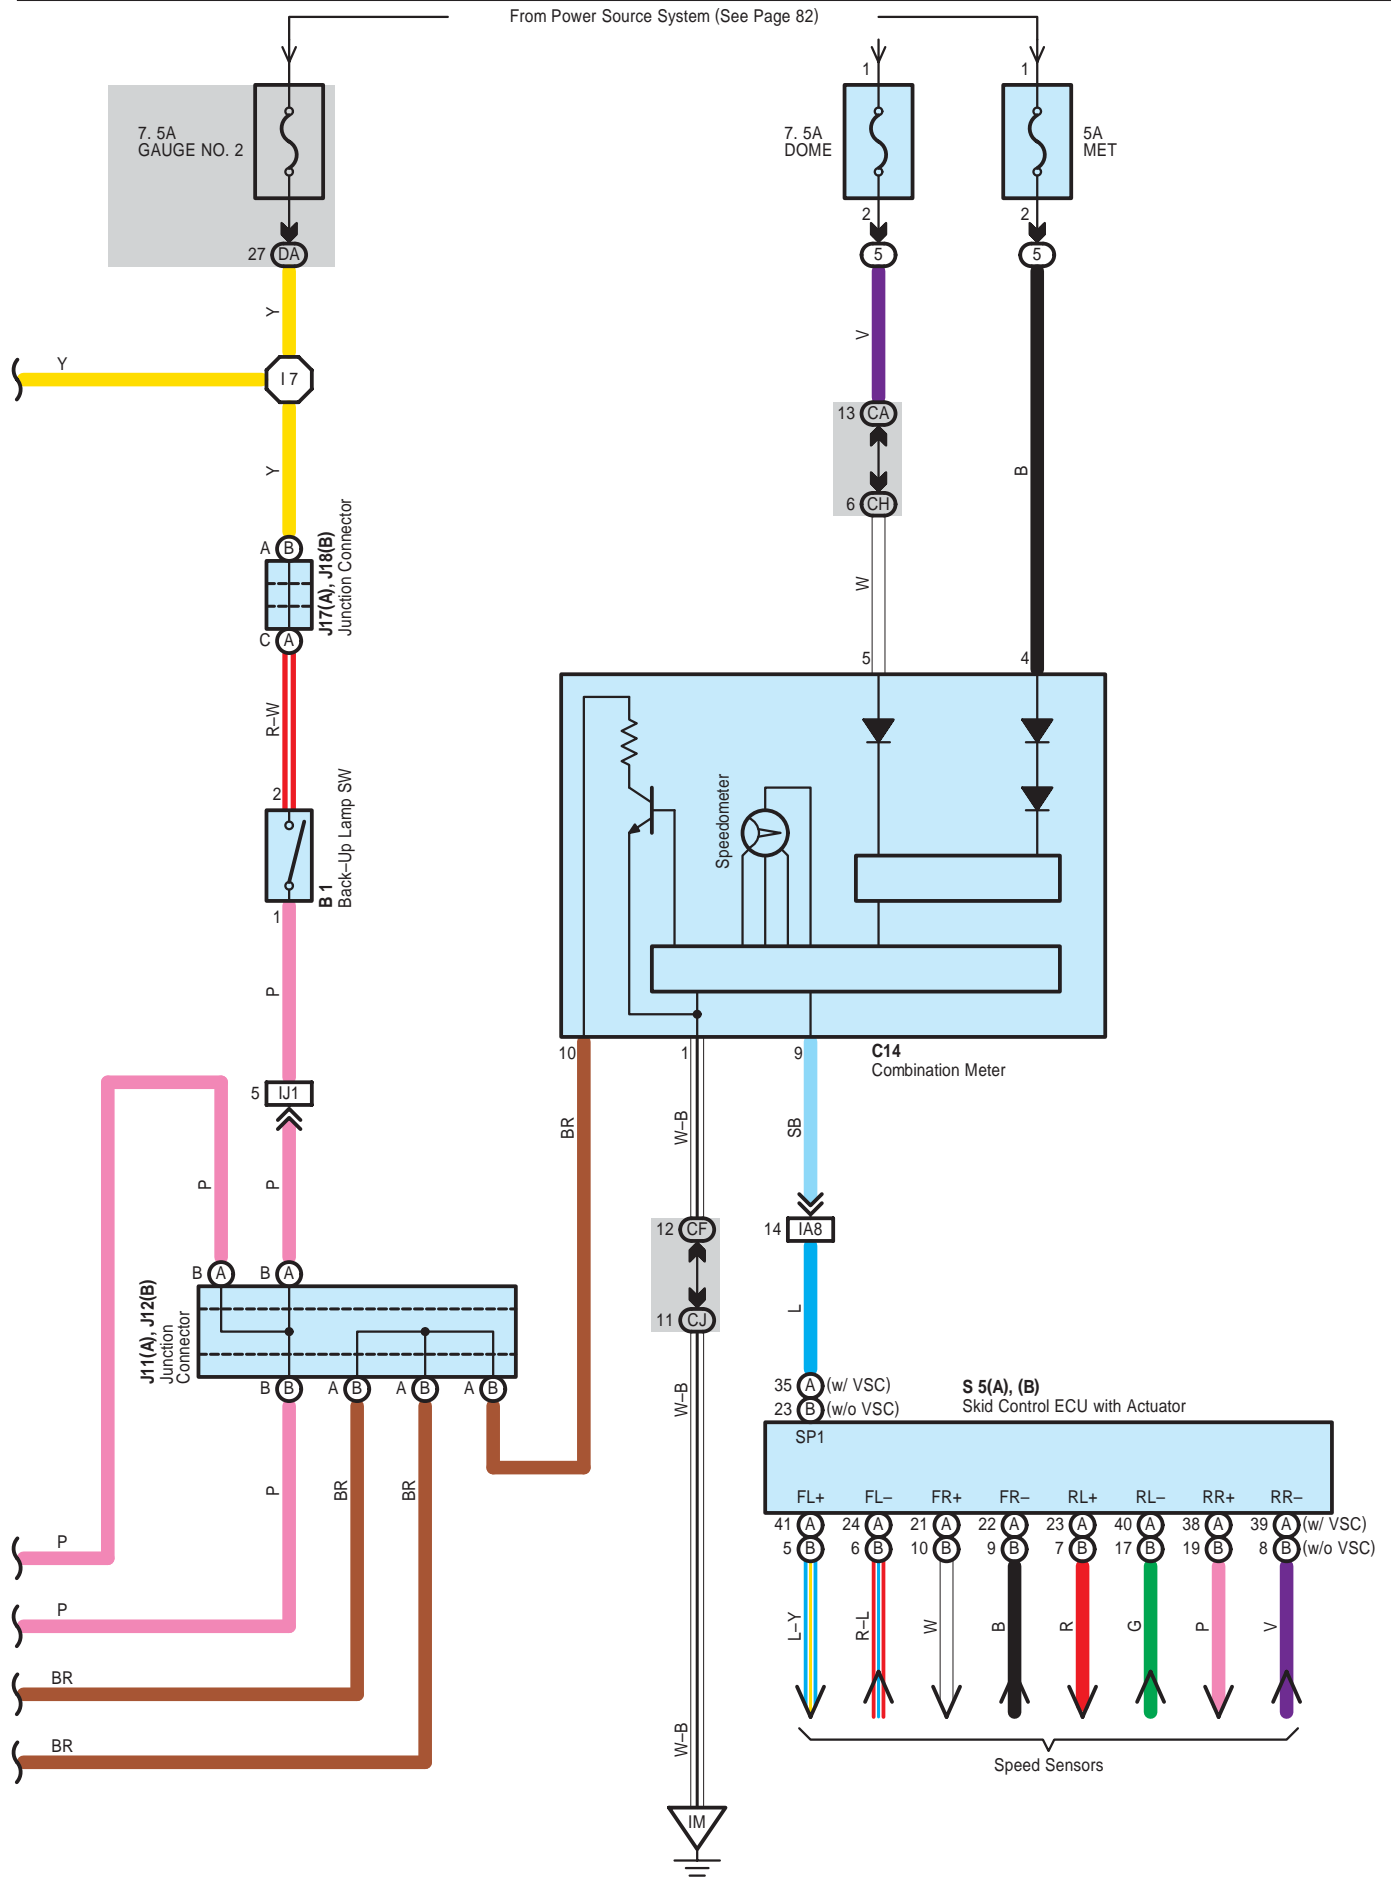 From Power Source System (See Page 82)
1
1
7. 5A
GAUGE NO. 2
7. 5A
DOME
5A
MET
2
2
27 DA
5
5
Y
V
Y
I 7
13 CA
Y
B
6 CH
A B
J17(A), J18(B)
Junction Connector
W
C A
5
4
R–W
2
B 1
Back–Up Lamp SW
Speedometer
1
P
10
1
9
C14
Combination Meter
5 IJ1
BR
W–B
SB
P
P
12 CF
14 IA8
B A
B A
J11(A), J12(B)
Junction
Connector
L
11 CJ
B B
A B
A B
A B
35 A (w/ VSC)
23 B (w/o VSC)
S 5(A), (B)
Skid Control ECU with Actuator
W–B
SP1
P
BR
BR
FL+ FL– FR+ FR– RL+ RL– RR+ RR–
41 A 24 A 21 A 22 A 23 A 40 A 38 A 39 A (w/ VSC)
5 B 6 B 10 B 9 B 7 B 17 B 19 B 8 B (w/o VSC)
P
L–Y
R–L
W
B
R
G
P
V
P
BR
BR
W–B
Speed Sensors
IM